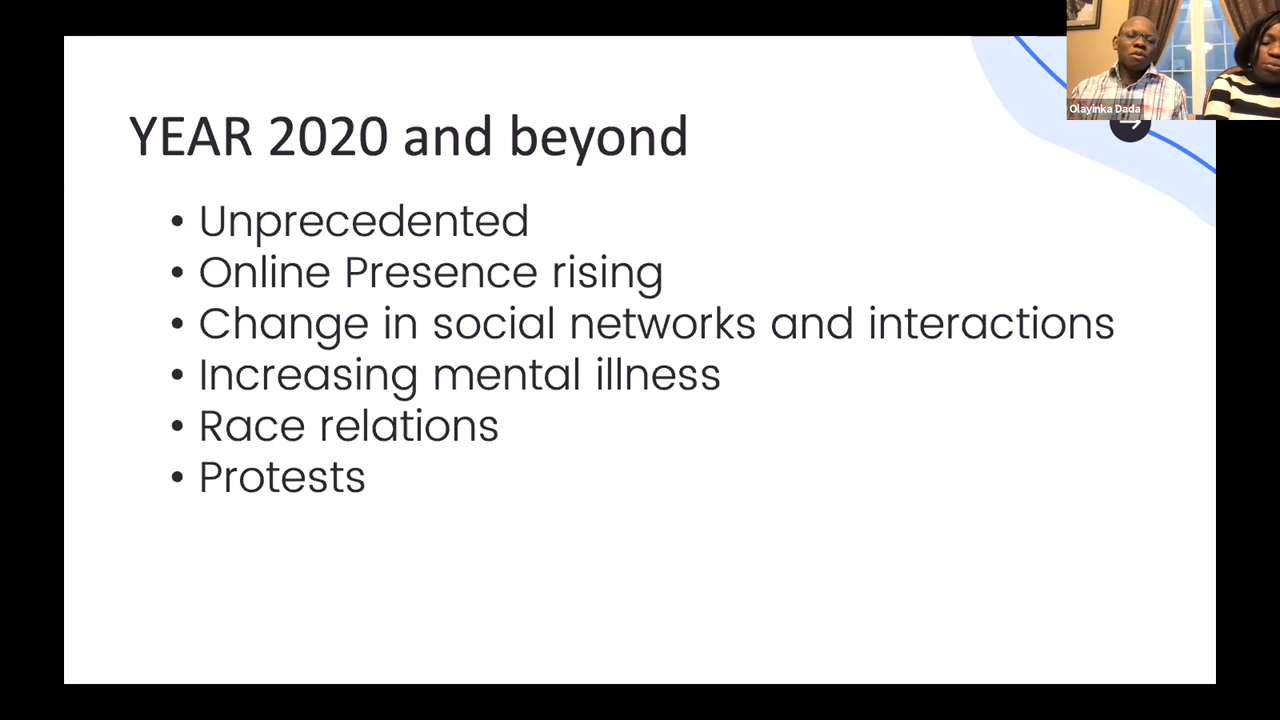 YEAR 2020 and beyond
• Unprecedented
• Online Presence rising
• Change in social networks and interactions
• Increasing mental illness
• Race relations
• Protests
Olayinka Dada